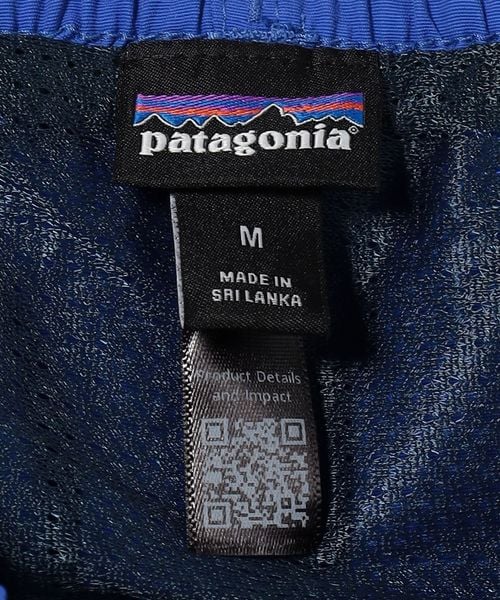 patagonia®
M
MADE IN
SRI LANKA
Product Details
and Impact